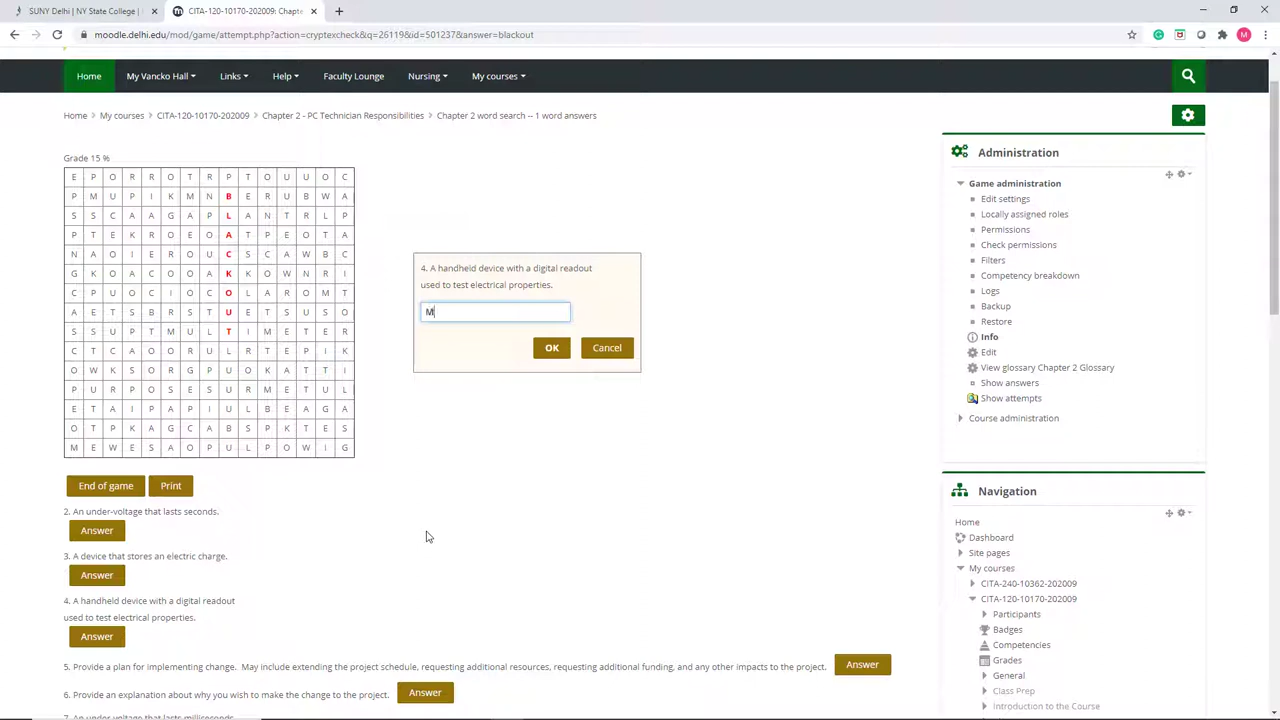 SUNY Delhi | NY State College |
CITA-120-10170-202009: Chapte
moodle.delhi.edu/mod/game/attempt.php?action=cryptexcheck&q=26119&id=501237&answer=blackout
M
Home
My Vancko Hall
Links
Help
Faculty Lounge
Nursing
My courses
Home > My courses > CITA-120-10170-202009 > Chapter 2 - PC Technician Responsibilities > Chapter 2 word search -- 1 word answers
Grade 15 %
E P O R R O T R P T O U U O C
P M U P I K M N B E R U B W A
S S C A A G A P L A N T R L P
P T E K R O E O A T P E O T A
N A O I E R O U C S C A W B C
G K O A C O O A K K O W N R I
C P U O C I O C O L A R O M T
A E T S B R S T U E T S U S O
S S U P T M U L T I M E T E R
C T C A O O R U L R T E P I K
O W K S O R G P U O K A T T I
P U R P O S E S U R M E T U L
E T A I P A P I U L B E A G A
O T P K A G C A B S P K T E S
M E W E S A O P U L P O W I G
4. A handheld device with a digital readout
used to test electrical properties.
M
OK
Cancel
End of game
Print
2. An under-voltage that lasts seconds.
Answer
3. A device that stores an electric charge.
Answer
4. A handheld device with a digital readout
used to test electrical properties.
Answer
5. Provide a plan for implementing change. May include extending the project schedule, requesting additional resources, requesting additional funding, and any other impacts to the project.
Answer
6. Provide an explanation about why you wish to make the change to the project.
Answer
7. An under voltage that lasts milliseconds.
Administration
Game administration
Edit settings
Locally assigned roles
Permissions
Check permissions
Filters
Competency breakdown
Logs
Backup
Restore
Info
Edit
View glossary Chapter 2 Glossary
Show answers
Show attempts
Course administration
Navigation
Home
Dashboard
Site pages
My courses
CITA-240-10362-202009
CITA-120-10170-202009
Participants
Badges
Competencies
Grades
General
Class Prep
Introduction to the Course